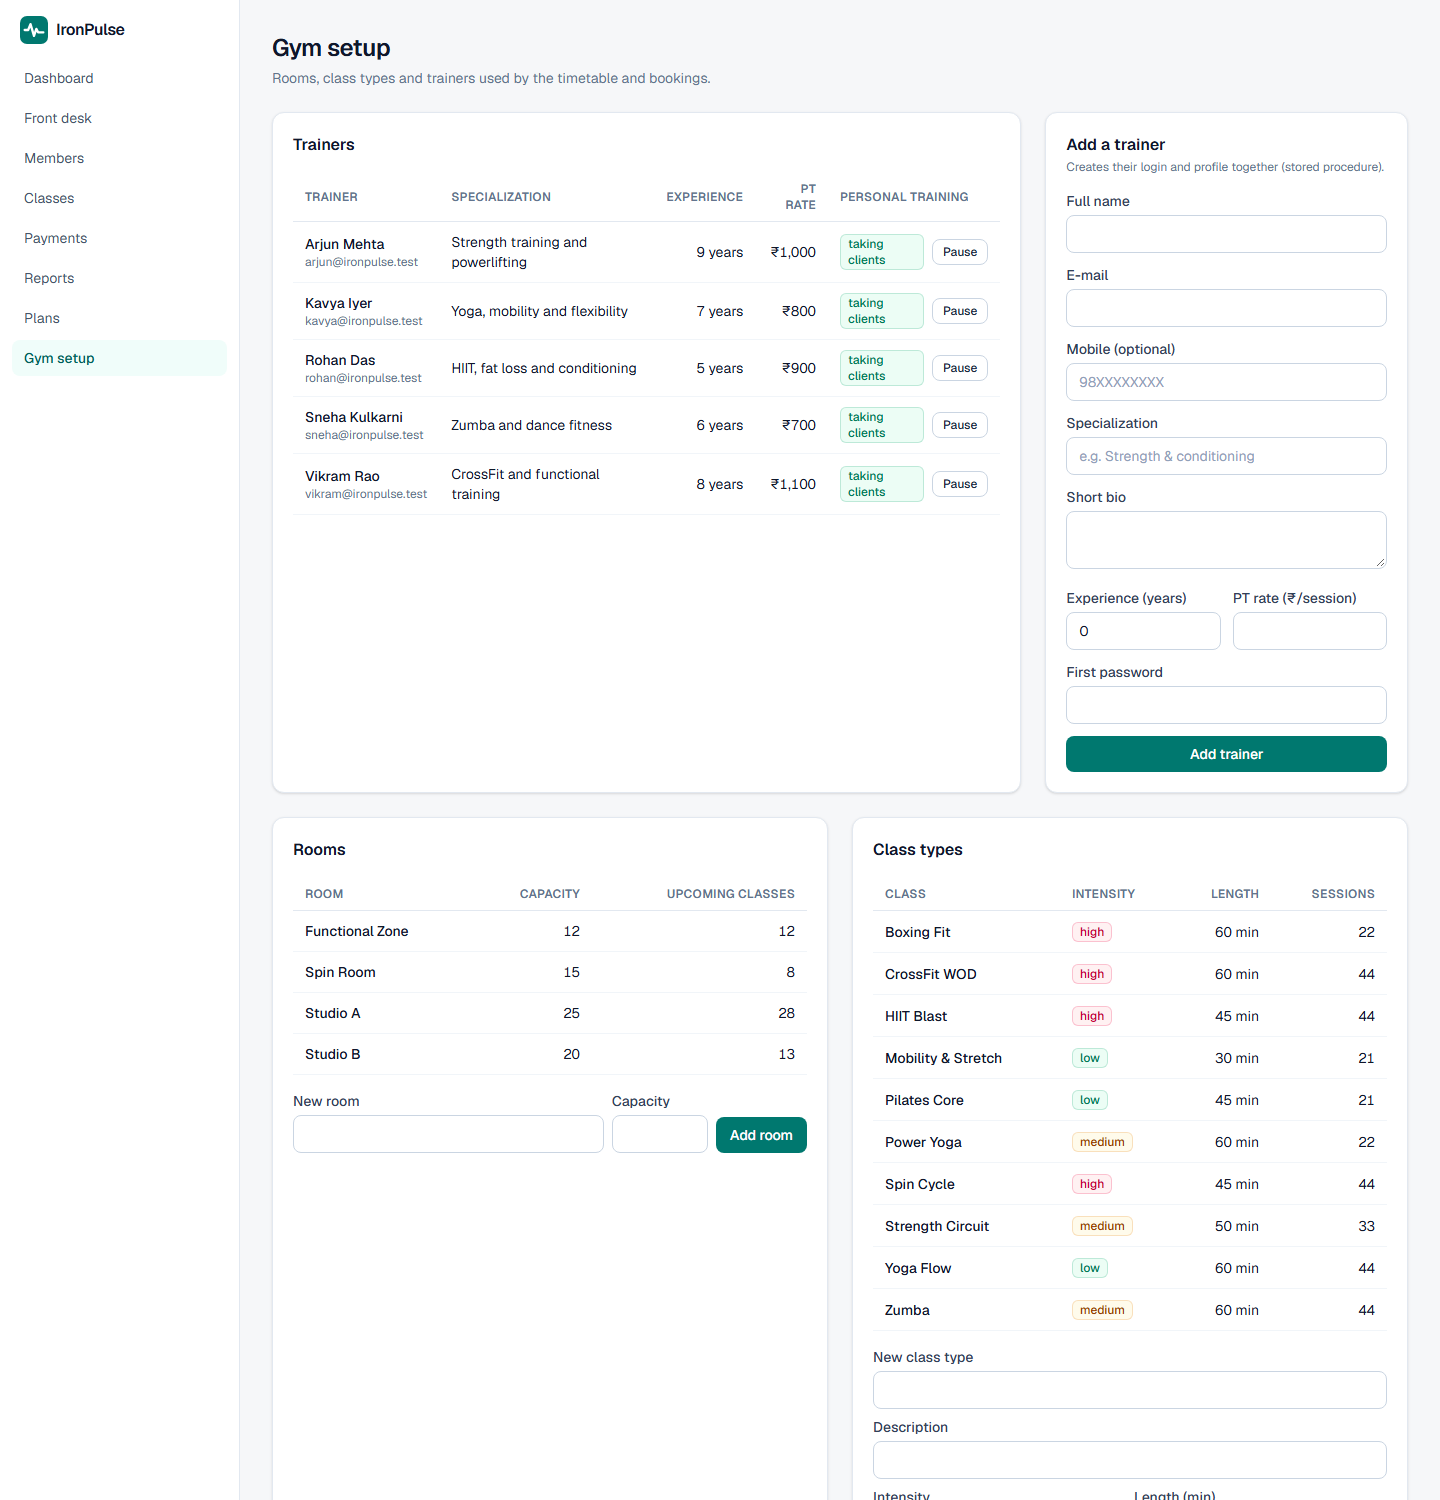 IronPulse
Dashboard
Front desk
Members
Classes
Payments
Reports
Plans
Gym setup
Gym setup
Rooms, class types and trainers used by the timetable and bookings.
Trainers
TRAINER SPECIALIZATION EXPERIENCE PT RATE PERSONAL TRAINING
Arjun Mehta
arjun@ironpulse.test
Strength training and
powerlifting
9 years ₹1,000 taking clients Pause
Kavya Iyer
kavya@ironpulse.test
Yoga, mobility and flexibility 7 years ₹800 taking clients Pause
Rohan Das
rohan@ironpulse.test
HIIT, fat loss and conditioning 5 years ₹900 taking clients Pause
Sneha Kulkarni
sneha@ironpulse.test
Zumba and dance fitness 6 years ₹700 taking clients Pause
Vikram Rao
vikram@ironpulse.test
CrossFit and functional
training
8 years ₹1,100 taking clients Pause
Add a trainer
Creates their login and profile together (stored procedure).
Full name
E-mail
Mobile (optional)
98XXXXXXXX
Specialization
e.g. Strength & conditioning
Short bio
Experience (years) PT rate (₹/session)
0
First password
Add trainer
Rooms
ROOM CAPACITY UPCOMING CLASSES
Functional Zone 12 12
Spin Room 15 8
Studio A 25 28
Studio B 20 13
New room Capacity
Add room
Class types
CLASS INTENSITY LENGTH SESSIONS
Boxing Fit high 60 min 22
CrossFit WOD high 60 min 44
HIIT Blast high 45 min 44
Mobility & Stretch low 30 min 21
Pilates Core low 45 min 21
Power Yoga medium 60 min 22
Spin Cycle high 45 min 44
Strength Circuit medium 50 min 33
Yoga Flow low 60 min 44
Zumba medium 60 min 44
New class type
Description
Intensity Length (min)